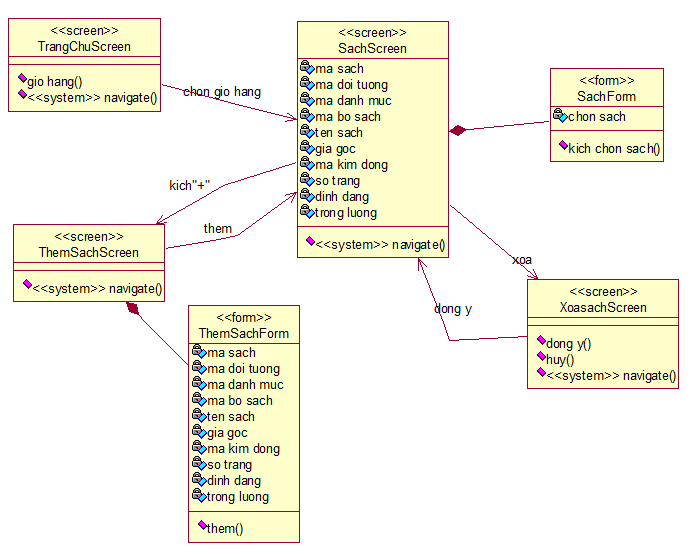 <<screen>>
TrangChuScreen
gio hang()
<<system>> navigate()
chon gio hang
<<screen>>
SachScreen
ma sach
ma doi tuong
ma danh muc
ma bo sach
ten sach
gia goc
ma kim dong
so trang
dinh dang
trong luong
<<system>> navigate()
<<form>>
SachForm
chon sach
kich chon sach()
kich"+"
them
<<screen>>
ThemSachScreen
<<system>> navigate()
xoa
dong y
<<screen>>
XoasachScreen
dong y()
huy()
<<system>> navigate()
<<form>>
ThemSachForm
ma sach
ma doi tuong
ma danh muc
ma bo sach
ten sach
gia goc
ma kim dong
so trang
dinh dang
trong luong
them()